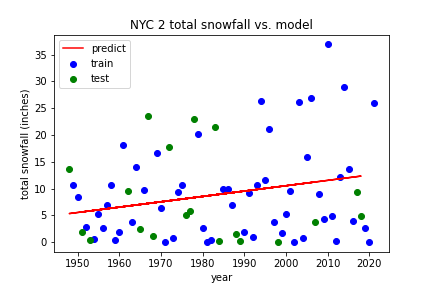 NYC 2 total snowfall vs. model
predict
train
test
total snowfall (inches)
35
30
25
20
15
10
5
0
1950 1960 1970 1980 1990 2000 2010 2020
year